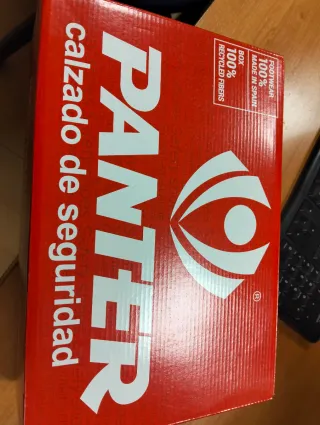 FOOTWEAR
100%
MADE IN SPAIN
BOX
100%
RECYCLED FIBERS
®
PANTER
calzado de seguridad